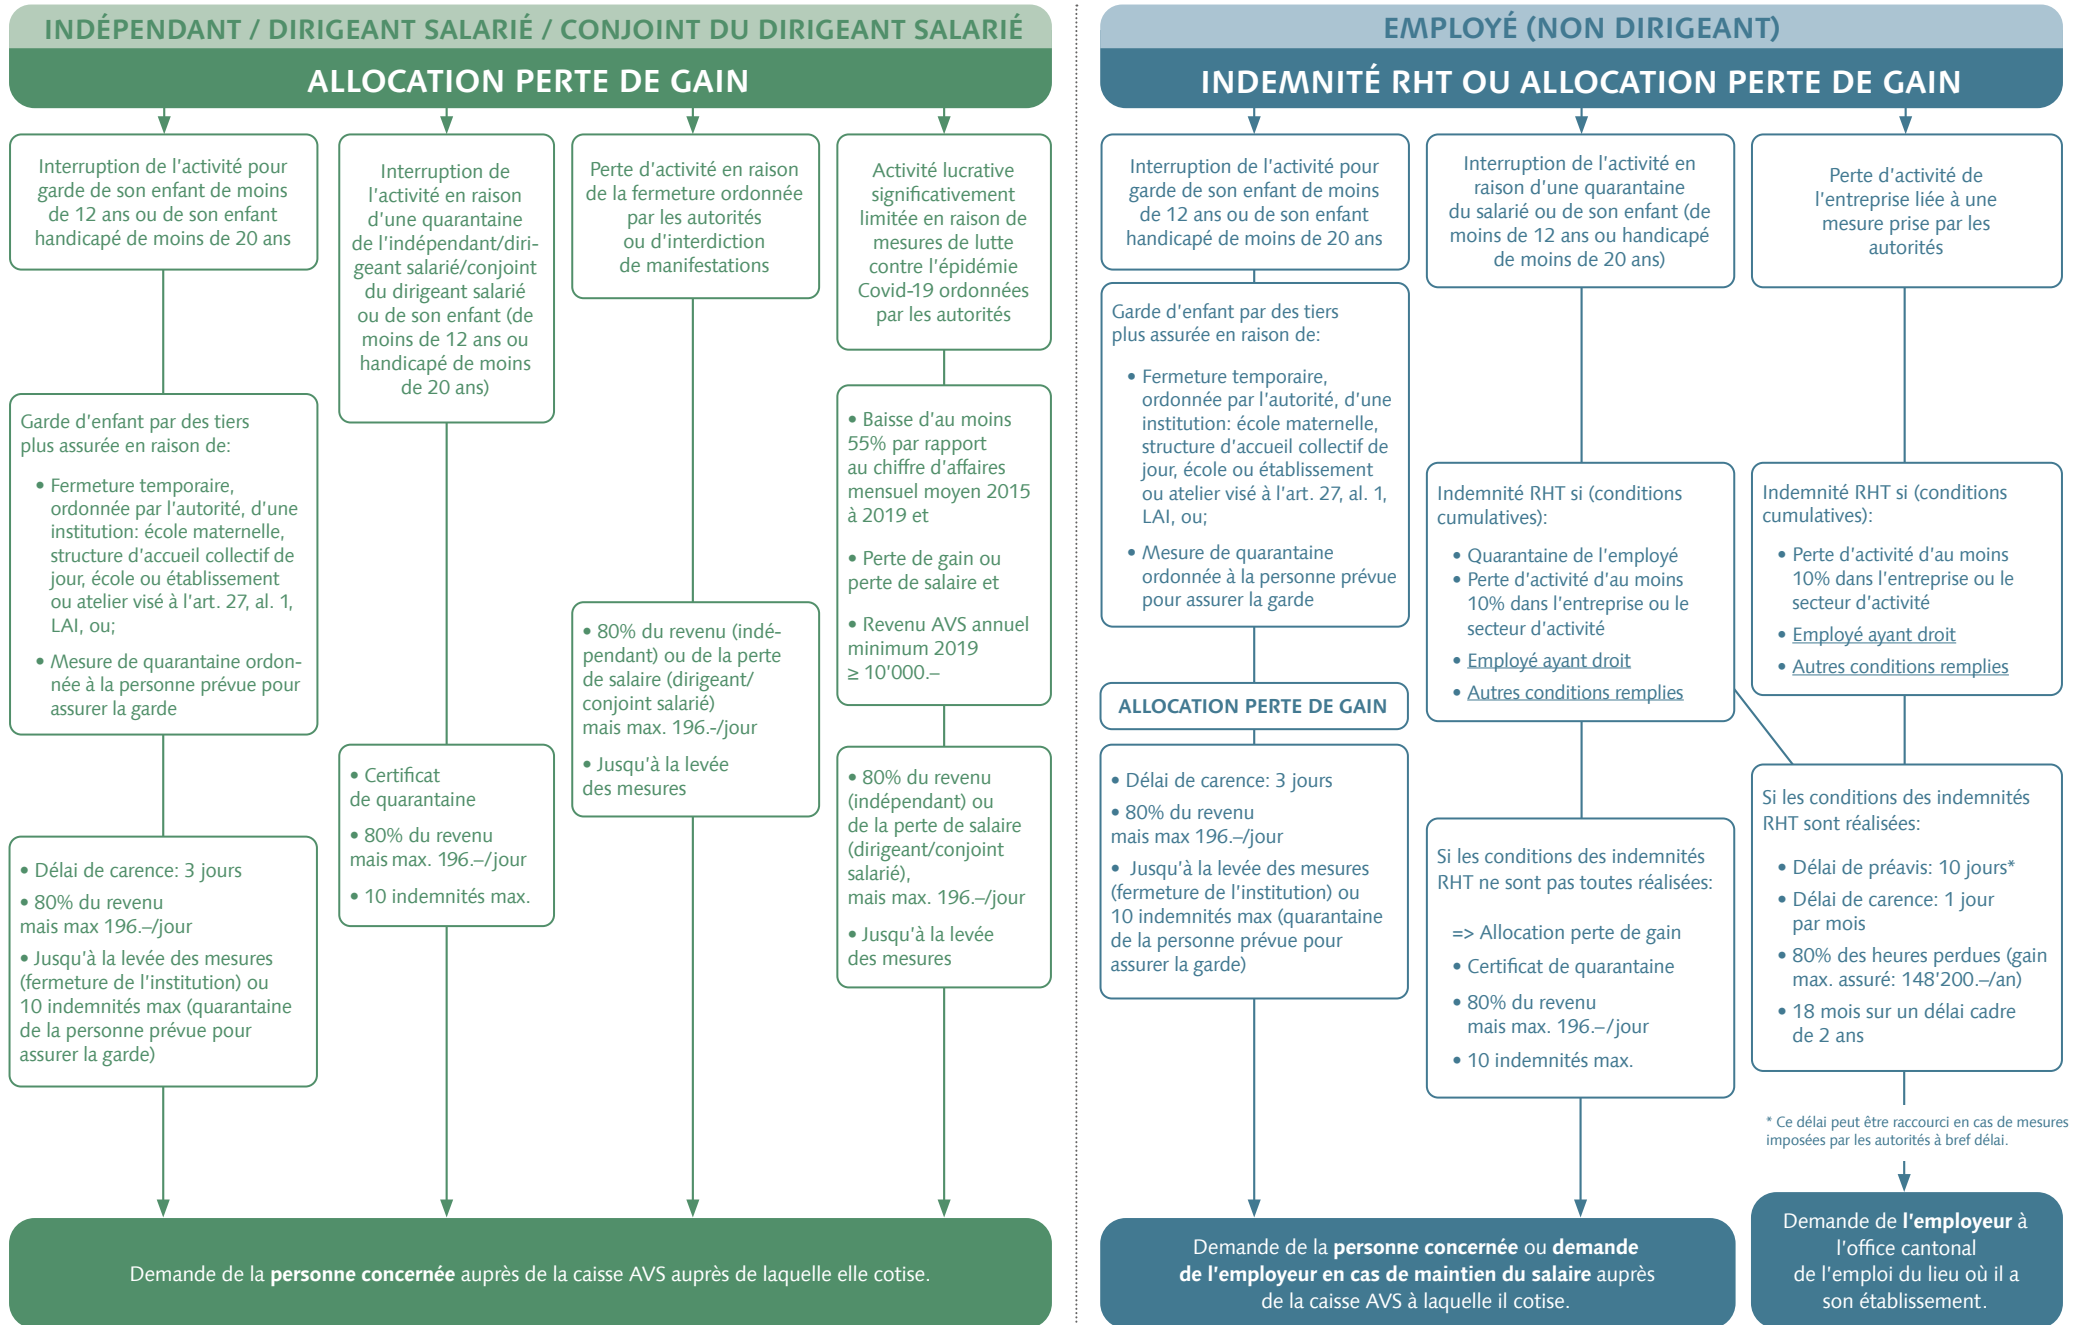 INDÉPENDANT / DIRIGEANT SALARIÉ / CONJOINT DU DIRIGEANT SALARIÉ
ALLOCATION PERTE DE GAIN
Interruption de l'activité pour
garde de son enfant de moins
de 12 ans ou de son enfant
handicapé de moins de 20 ans
Garde d'enfant par des tiers
plus assurée en raison de:
• Fermeture temporaire,
ordonnée par l'autorité, d'une
institution: école maternelle,
structure d'accueil collectif de
jour, école ou établissement
ou atelier visé à l'art. 27, al. 1,
LAI, ou;
• Mesure de quarantaine ordon-
née à la personne prévue pour
assurer la garde
• Délai de carence: 3 jours
• 80% du revenu
mais max 196.–/jour
• Jusqu'à la levée des mesures
(fermeture de l'institution) ou
10 indemnités max (quarantaine
de la personne prévue pour
assurer la garde)
Interruption de
l'activité en raison
d'une quarantaine
de l'indépendant/diri-
geant salarié/conjoint
du dirigeant salarié
ou de son enfant (de
moins de 12 ans ou
handicapé de moins
de 20 ans)
• Certificat
de quarantaine
• 80% du revenu
mais max. 196.–/jour
• 10 indemnités max.
Perte d'activité en raison
de la fermeture ordonnée
par les autorités
ou d'interdiction
de manifestations
• 80% du revenu (indé-
pendant) ou de la perte
de salaire (dirigeant/
conjoint salarié)
mais max. 196.-/jour
• Jusqu'à la levée
des mesures
Activité lucrative
significativement
limitée en raison de
mesures de lutte
contre l'épidémie
Covid-19 ordonnées
par les autorités
• Baisse d'au moins
55% par rapport
au chiffre d'affaires
mensuel moyen 2015
à 2019 et
• Perte de gain ou
perte de salaire et
• Revenu AVS annuel
minimum 2019
≥ 10'000.–
• 80% du revenu
(indépendant) ou
de la perte de salaire
(dirigeant/conjoint
salarié),
mais max. 196.–/jour
• Jusqu'à la levée
des mesures
Demande de la personne concernée auprès de la caisse AVS auprès de laquelle elle cotise.
EMPLOYÉ (NON DIRIGEANT)
INDEMNITÉ RHT OU ALLOCATION PERTE DE GAIN
Interruption de l'activité pour
garde de son enfant de moins
de 12 ans ou de son enfant
handicapé de moins de 20 ans
Garde d'enfant par des tiers
plus assurée en raison de:
• Fermeture temporaire,
ordonnée par l'autorité, d'une
institution: école maternelle,
structure d'accueil collectif de
jour, école ou établissement
ou atelier visé à l'art. 27, al. 1,
LAI, ou;
• Mesure de quarantaine
ordonnée à la personne prévue
pour assurer la garde
ALLOCATION PERTE DE GAIN
• Délai de carence: 3 jours
• 80% du revenu
mais max 196.–/jour
• Jusqu'à la levée des mesures
(fermeture de l'institution) ou
10 indemnités max (quarantaine
de la personne prévue pour
assurer la garde)
Interruption de l'activité en
raison d'une quarantaine
du salarié ou de son enfant (de
moins de 12 ans ou handicapé
de moins de 20 ans)
Indemnité RHT si (conditions
cumulatives):
• Quarantaine de l'employé
• Perte d'activité d'au moins
10% dans l'entreprise ou le
secteur d'activité
• Employé ayant droit
• Autres conditions remplies
Si les conditions des indemnités
RHT ne sont pas toutes réalisées:
=> Allocation perte de gain
• Certificat de quarantaine
• 80% du revenu
mais max. 196.–/jour
• 10 indemnités max.
Demande de la personne concernée ou demande
de l'employeur en cas de maintien du salaire auprès
de la caisse AVS à laquelle il cotise.
Perte d'activité de
l'entreprise liée à une
mesure prise par les
autorités
Indemnité RHT si (conditions
cumulatives):
• Perte d'activité d'au moins
10% dans l'entreprise ou le
secteur d'activité
• Employé ayant droit
• Autres conditions remplies
Si les conditions des indemnités
RHT sont réalisées:
• Délai de préavis: 10 jours*
• Délai de carence: 1 jour
par mois
• 80% des heures perdues (gain
max. assuré: 148'200.–/an)
• 18 mois sur un délai cadre
de 2 ans
* Ce délai peut être raccourci en cas de mesures
imposées par les autorités à bref délai.
Demande de l'employeur à
l'office cantonal
de l'emploi du lieu où il a
son établissement.